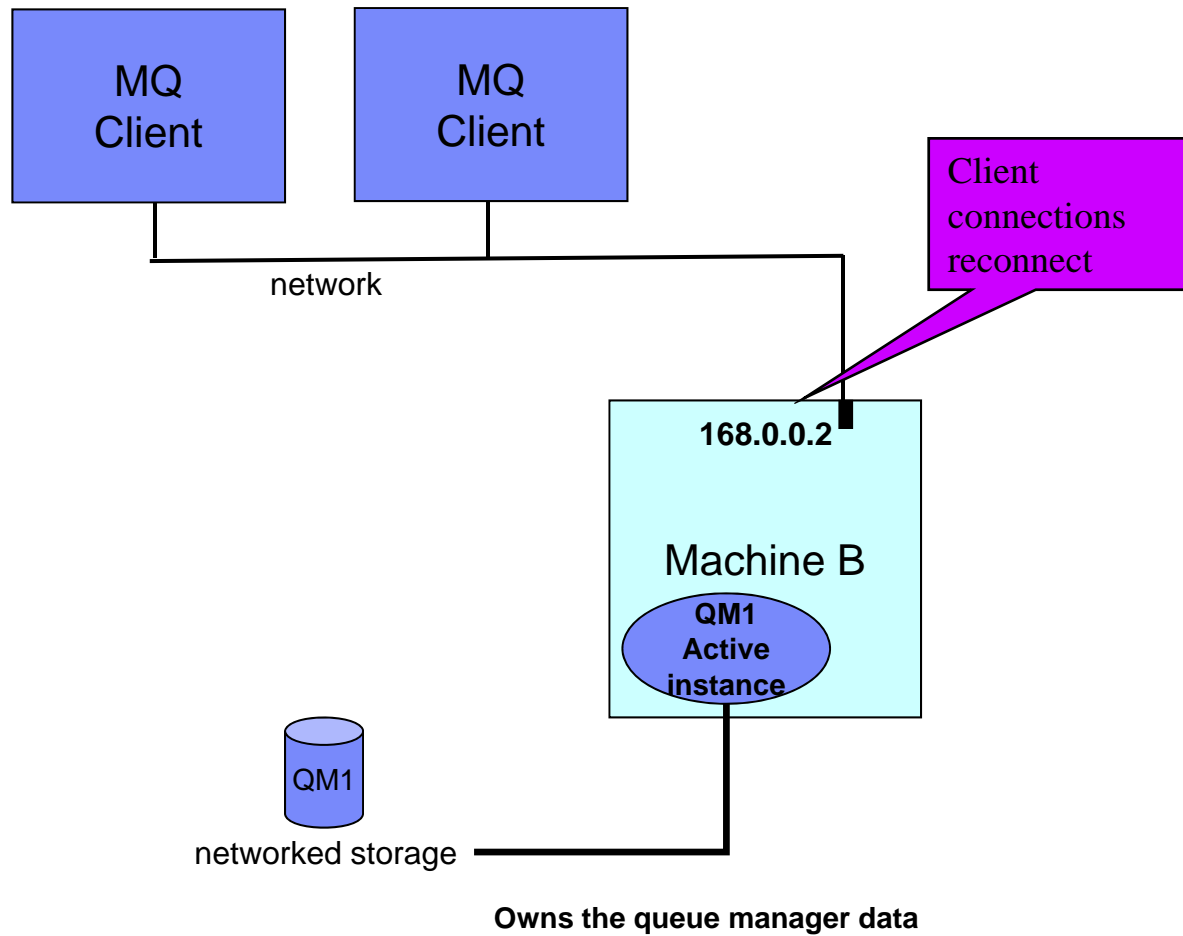 MQ
Client
MQ
Client
Client
connections
reconnect
network
168.0.0.2
Machine B
QM1
Active
instance
QM1
networked storage
Owns the queue manager data